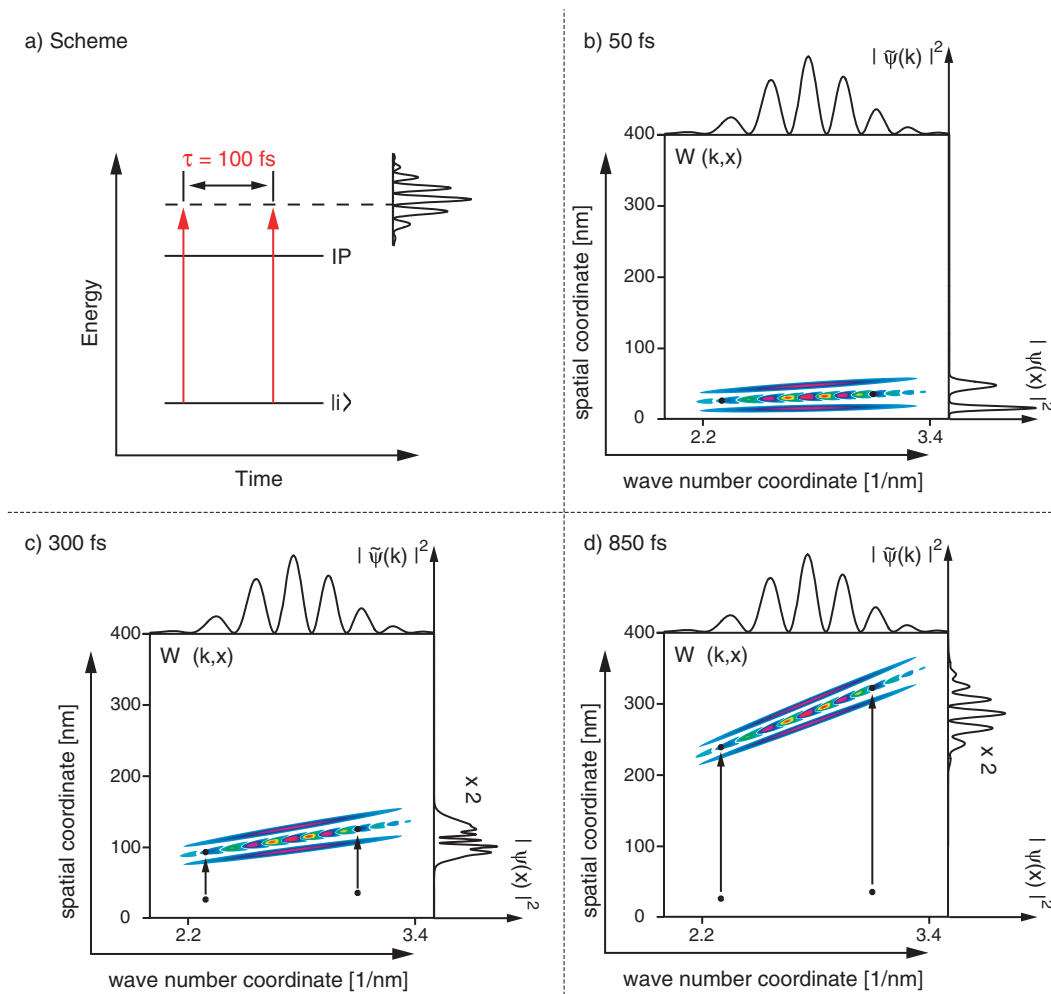 a) Scheme
τ = 100 fs
IP
|i⟩
Energy
Time
b) 50 fs
| ψ̃(k) |²
400
W (k,x)
300
200
100
0
spatial coordinate [nm]
2.2
3.4
wave number coordinate [1/nm]
| ψ(x) |²
c) 300 fs
| ψ̃(k) |²
400
W (k,x)
300
200
100
0
spatial coordinate [nm]
2.2
3.4
wave number coordinate [1/nm]
x 2
| ψ(x) |²
d) 850 fs
| ψ̃(k) |²
400
W (k,x)
300
200
100
0
spatial coordinate [nm]
2.2
3.4
wave number coordinate [1/nm]
x 2
| ψ(x) |²